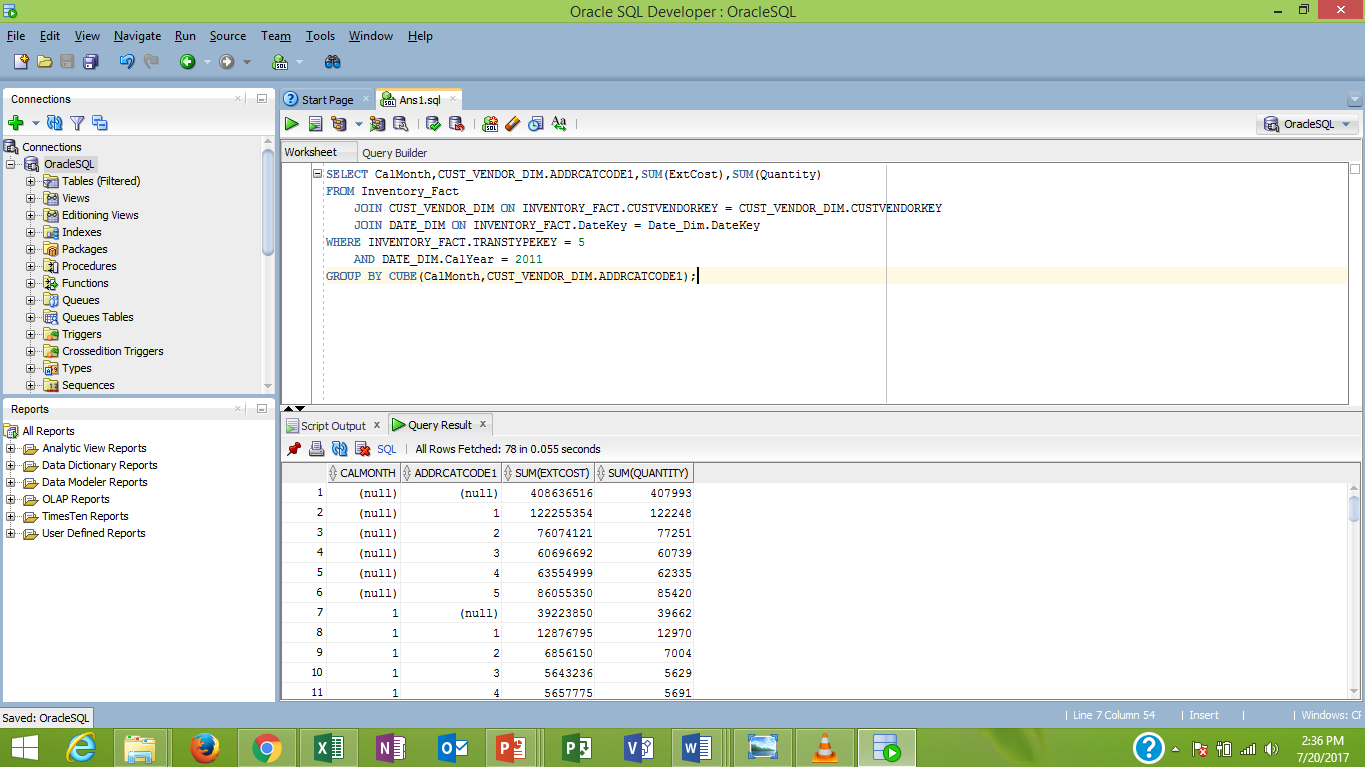 Oracle SQL Developer : OracleSQL
File Edit View Navigate Run Source Team Tools Window Help
Connections
Connections
OracleSQL
Tables (Filtered)
Views
Editioning Views
Indexes
Packages
Procedures
Functions
Queues
Queues Tables
Triggers
Crossedition Triggers
Types
Sequences
Reports
All Reports
Analytic View Reports
Data Dictionary Reports
Data Modeler Reports
OLAP Reports
TimesTen Reports
User Defined Reports
Start Page Ans1.sql
OracleSQL
Worksheet Query Builder
SELECT CalMonth,CUST_VENDOR_DIM.ADDRCATCODE1,SUM(ExtCost),SUM(Quantity)
FROM Inventory_Fact
JOIN CUST_VENDOR_DIM ON INVENTORY_FACT.CUSTVENDORKEY = CUST_VENDOR_DIM.CUSTVENDORKEY
JOIN DATE_DIM ON INVENTORY_FACT.DateKey = Date_Dim.DateKey
WHERE INVENTORY_FACT.TRANSTYPEKEY = 5
AND DATE_DIM.CalYear = 2011
GROUP BY CUBE(CalMonth,CUST_VENDOR_DIM.ADDRCATCODE1);
Script Output x Query Result x
SQL | All Rows Fetched: 78 in 0.055 seconds
CALMONTH ADDRCATCODE1 SUM(EXTCOST) SUM(QUANTITY)
1 (null) (null) 408636516 407993
2 (null) 1 122255354 122248
3 (null) 2 76074121 77251
4 (null) 3 60696692 60739
5 (null) 4 63554999 62335
6 (null) 5 86055350 85420
7 1 (null) 39223850 39662
8 1 1 12876795 12970
9 1 2 6856150 7004
10 1 3 5643236 5629
11 1 4 5657775 5691
Saved: OracleSQL
| Line 7 Column 54 | Insert | | Windows: CR
2:36 PM
7/20/2017